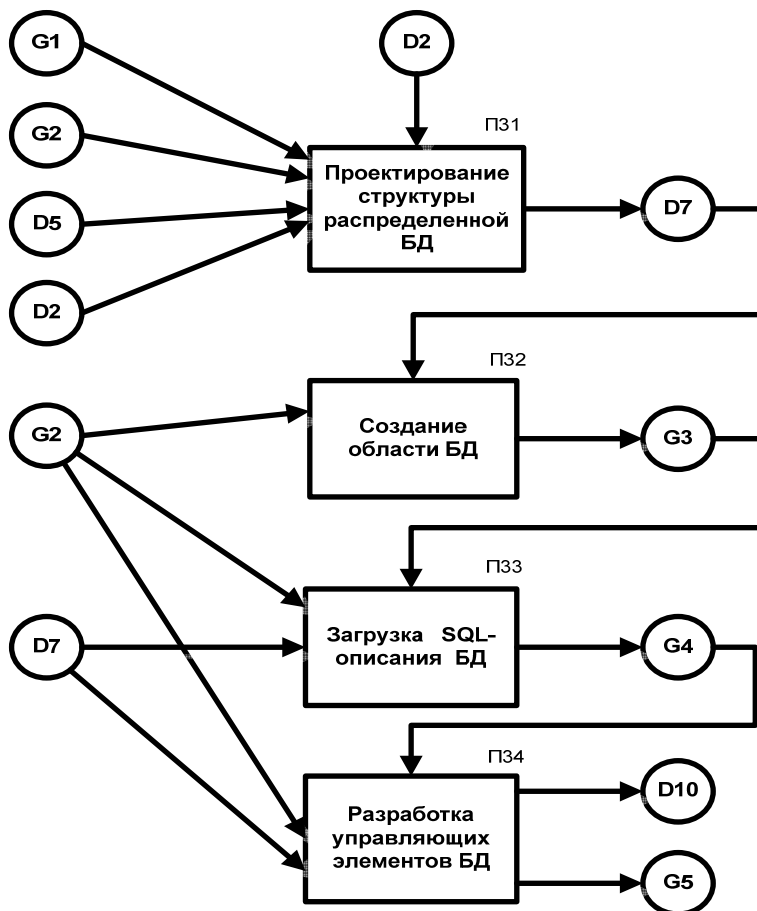 G1
D2
П31
G2
Проектирование
структуры
распределенной
БД
D5
D7
D2
П32
G2
Создание
области БД
G3
П33
D7
Загрузка SQL-
описания БД
G4
П34
D10
Разработка
управляющих
элементов БД
G5